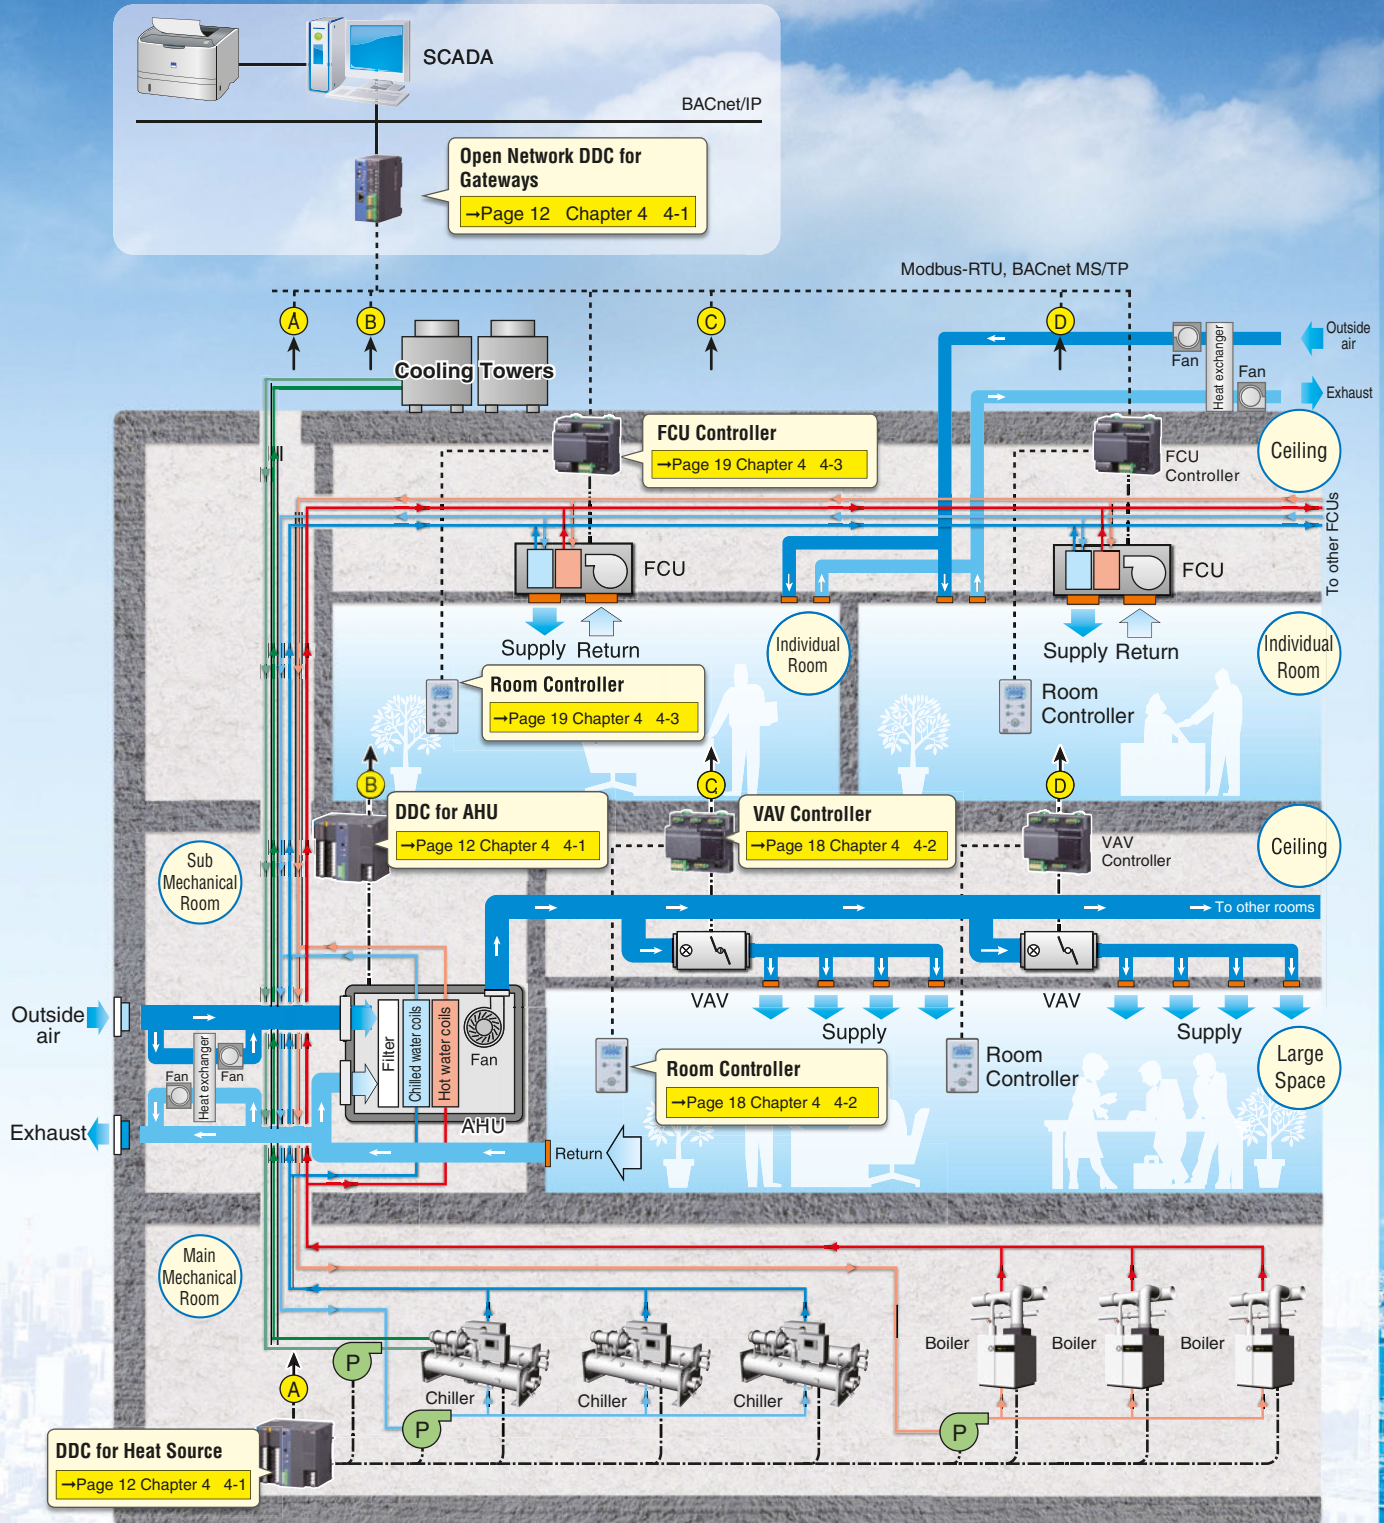 SCADA
BACnet/IP
Open Network DDC for
Gateways
→Page 12 Chapter 4 4-1
Modbus-RTU, BACnet MS/TP
A
B
C
D
Cooling Towers
Fan
Heat exchanger
Fan
Outside
air
Exhaust
FCU Controller
→Page 19 Chapter 4 4-3
FCU
Controller
Ceiling
To other FCUs
FCU
FCU
Supply
Return
Individual
Room
Supply
Return
Individual
Room
Room Controller
→Page 19 Chapter 4 4-3
Room
Controller
B
C
D
DDC for AHU
→Page 12 Chapter 4 4-1
VAV Controller
→Page 18 Chapter 4 4-2
VAV
Controller
Ceiling
Sub
Mechanical
Room
To other rooms
VAV
VAV
Supply
Supply
Outside
air
Filter
Chilled water coils
Hot water coils
Fan
Fan
Fan
Heat exchanger
AHU
Exhaust
Room Controller
→Page 18 Chapter 4 4-2
Room
Controller
Large
Space
Return
Main
Mechanical
Room
Boiler
Boiler
Boiler
P
Chiller
Chiller
Chiller
A
P
P
DDC for Heat Source
→Page 12 Chapter 4 4-1